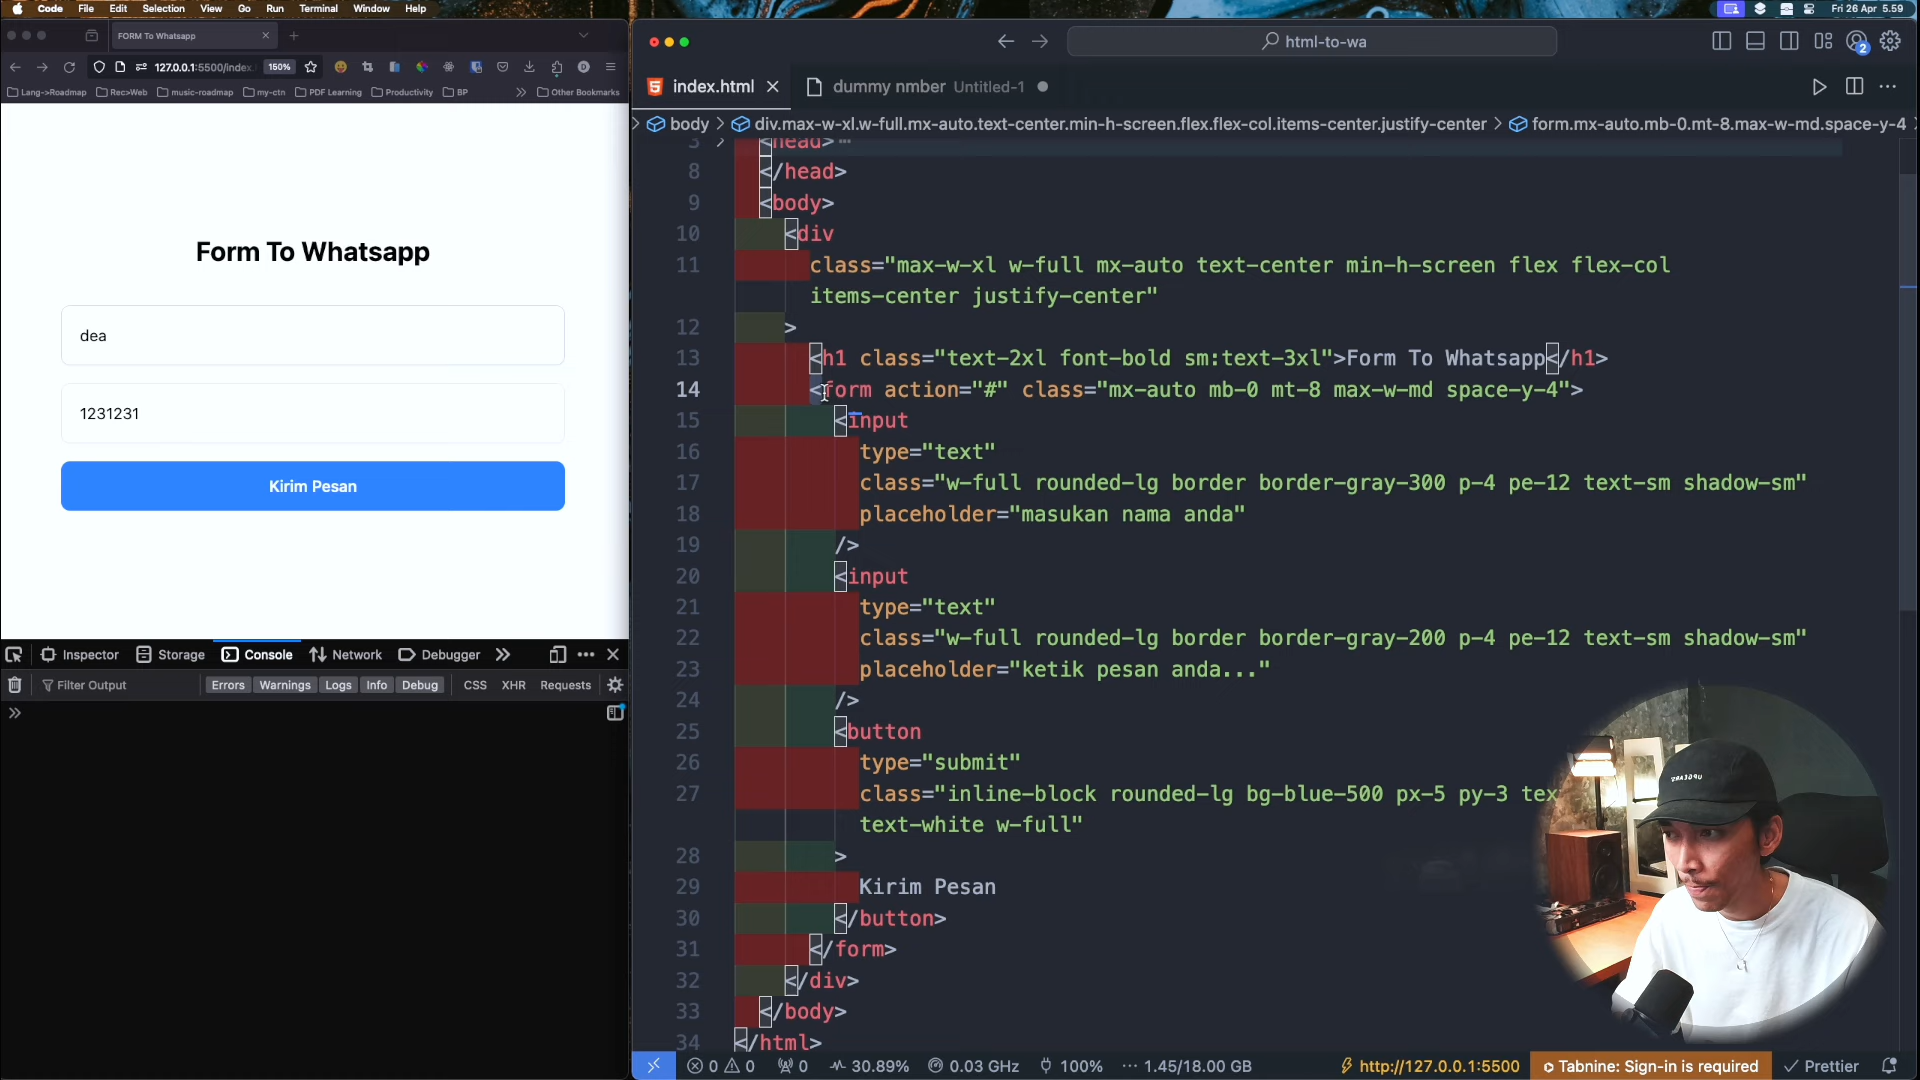 Code File Edit Selection View Go Run Terminal Window Help
Fri 26 Apr 5.59
FORM To Whatsapp
127.0.0.1:5500/index
150%
Lang->Roadmap Rec>Web music-roadmap my-ctn PDF Learning Productivity BP Other Bookmarks
Form To Whatsapp
dea
1231231
Kirim Pesan
Inspector Storage Console Network Debugger
Filter Output Errors Warnings Logs Info Debug CSS XHR Requests
html-to-wa
2
index.html dummy nmber Untitled-1
body div.max-w-xl.w-full.mx-auto.text-center.min-h-screen.flex.flex-col.items-center.justify-center form.mx-auto.mb-0.mt-8.max-w-md.space-y-4
3 <head>
8 </head>
9 <body>
10 <div
11 class="max-w-xl w-full mx-auto text-center min-h-screen flex flex-col
items-center justify-center"
12 >
13 <h1 class="text-2xl font-bold sm:text-3xl">Form To Whatsapp</h1>
14 <form action="#" class="mx-auto mb-0 mt-8 max-w-md space-y-4">
15 <input
16 type="text"
17 class="w-full rounded-lg border border-gray-300 p-4 pe-12 text-sm shadow-sm"
18 placeholder="masukan nama anda"
19 />
20 <input
21 type="text"
22 class="w-full rounded-lg border border-gray-200 p-4 pe-12 text-sm shadow-sm"
23 placeholder="ketik pesan anda..."
24 />
25 <button
26 type="submit"
27 class="inline-block rounded-lg bg-blue-500 px-5 py-3 tex
text-white w-full"
28 >
29 Kirim Pesan
30 </button>
31 </form>
32 </div>
33 </body>
34 </html>
0 0 0 30.89% 0.03 GHz 100% 1.45/18.00 GB http://127.0.0.1:5500 Tabnine: Sign-in is required Prettier